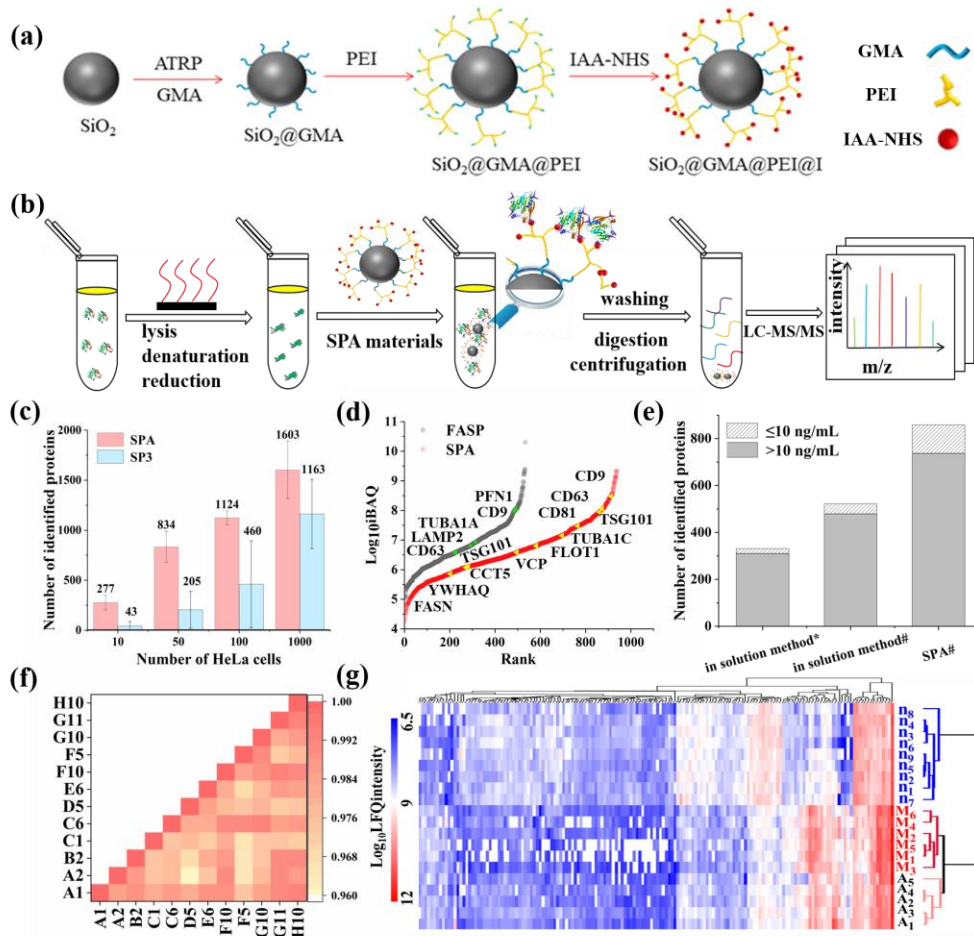 (a)
ATRP
GMA
PEI
IAA-NHS
SiO₂
SiO₂@GMA
SiO₂@GMA@PEI
SiO₂@GMA@PEI@I
GMA
PEI
IAA-NHS
(b)
lysis
denaturation
reduction
SPA materials
washing
digestion
centrifugation
LC-MS/MS
intensity
m/z
(c)
Number of identified proteins
2000
1500
1000
500
0
SPA
SP3
277
43
834
205
1124
460
1603
1163
10
50
100
1000
Number of HeLa cells
(d)
Log₁₀iBAQ
11
10
9
8
7
6
5
4
FASP
SPA
PFN1
CD9
TUBA1A
LAMP2
CD63
TSG101
CD9
CD63
CD81
TSG101
TUBA1C
FLOT1
VCP
CCT5
YWHAQ
FASN
0
200
400
600
800
1000
Rank
(e)
Number of identified proteins
800
600
400
200
0
≤10 ng/mL
>10 ng/mL
in solution method*
in solution method#
SPA#
(f)
H10
G11
G10
F5
F10
E6
D5
C6
C1
B2
A2
A1
A1
A2
B2
C1
C6
D5
E6
F10
F5
G10
G11
H10
1.00
0.992
0.984
0.976
0.968
0.960
(g)
Log₁₀LFQintensity
6.5
9
12
n₈
n₄
n₃
n₆
n₉
n₅
n₂
n₁
n₇
M₆
M₄
M₂
M₅
M₁
M₃
A₅
A₄
A₂
A₃
A₁